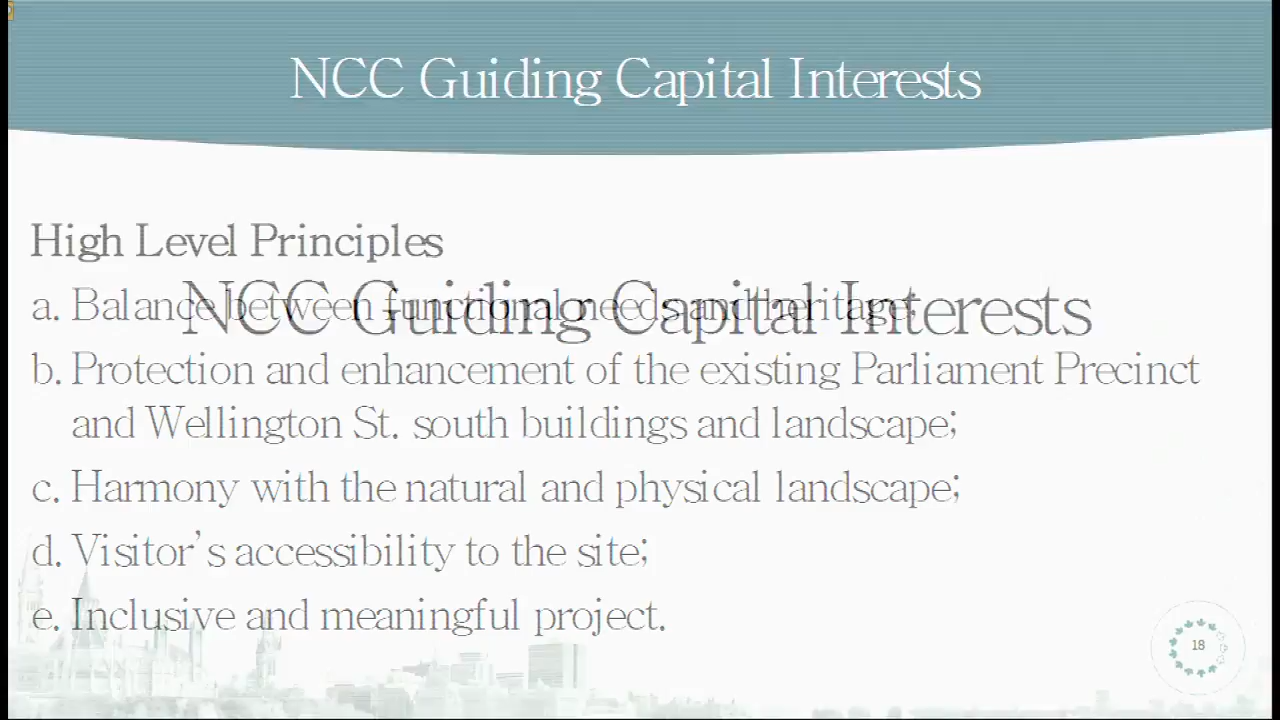 NCC Guiding Capital Interests
High Level Principles
a. Balance between functional needs and heritage;
NCC Guiding Capital Interests
b. Protection and enhancement of the existing Parliament Precinct
and Wellington St. south buildings and landscape;
c. Harmony with the natural and physical landscape;
d. Visitor's accessibility to the site;
e. Inclusive and meaningful project.
18